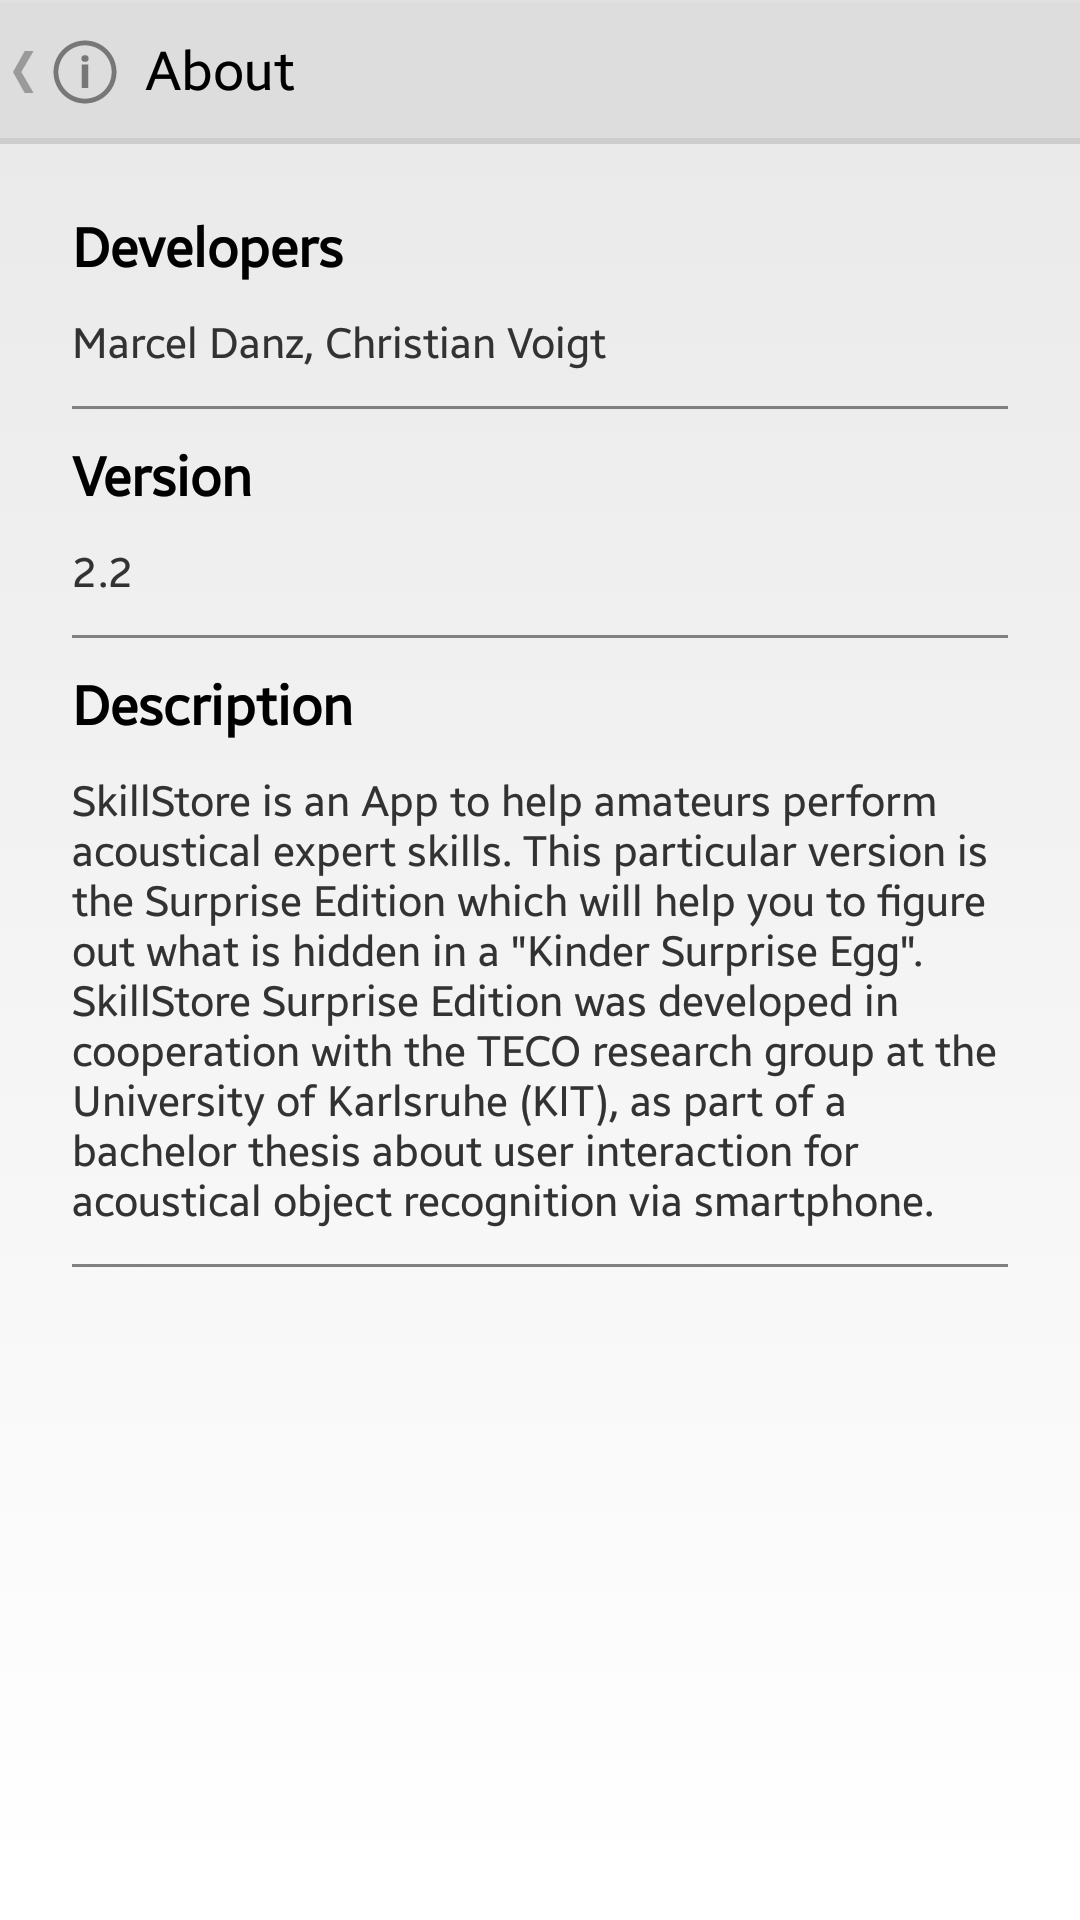 About
Developers
Marcel Danz, Christian Voigt
Version
2.2
Description
SkillStore is an App to help amateurs perform
acoustical expert skills. This particular version is
the Surprise Edition which will help you to figure
out what is hidden in a "Kinder Surprise Egg".
SkillStore Surprise Edition was developed in
cooperation with the TECO research group at the
University of Karlsruhe (KIT), as part of a
bachelor thesis about user interaction for
acoustical object recognition via smartphone.